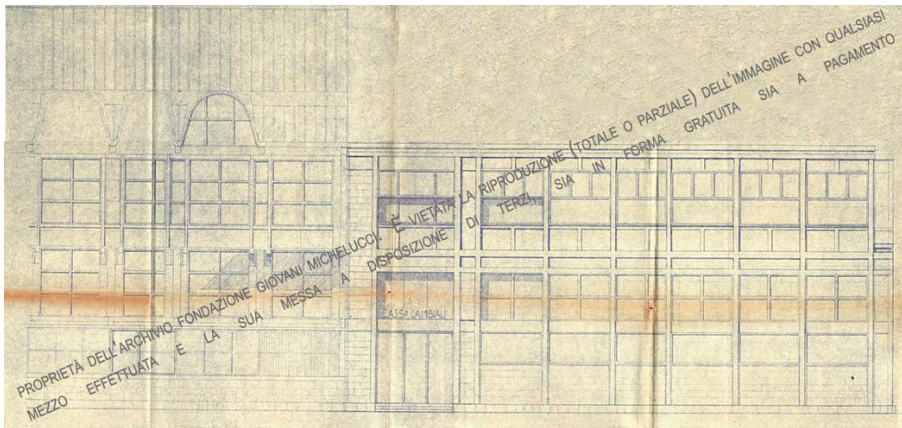 PROPRIETÀ DELL'ARCHIVIO FONDAZIONE GIOVANI MICHELUCCI. È VIETATA LA RIPRODUZIONE (TOTALE O PARZIALE) DELL'IMMAGINE CON QUALSIASI
MEZZO EFFETTUATA E LA SUA MESSA A DISPOSIZIONE DI TERZI, SIA IN FORMA GRATUITA SIA A PAGAMENTO
CASSA CAMBIALI